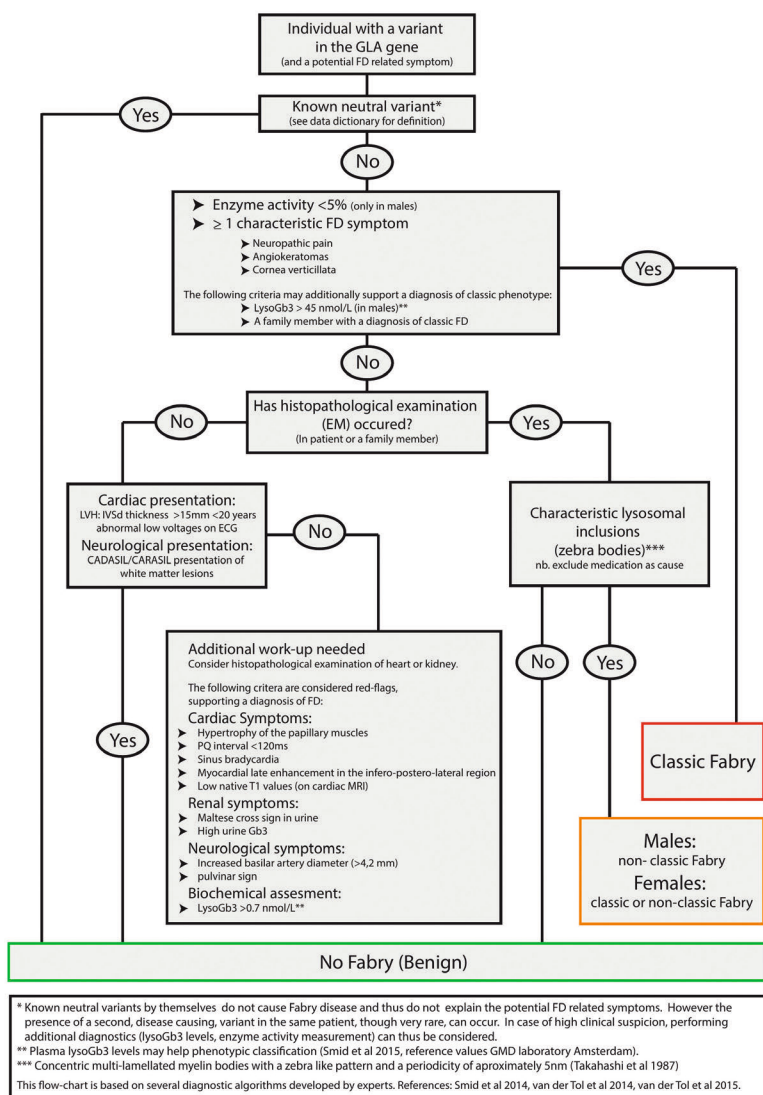 Individual with a variant
in the GLA gene
(and a potential FD related symptom)
Yes
Known neutral variant*
(see data dictionary for definition)
No
➤ Enzyme activity <5% (only in males)
➤ ≥ 1 characteristic FD symptom
➤ Neuropathic pain
➤ Angiokeratomas
➤ Cornea verticillata
The following criteria may additionally support a diagnosis of classic phenotype:
➤ LysoGb3 > 45 nmol/L (in males)**
➤ A family member with a diagnosis of classic FD
Yes
No
No
Has histopathological examination
(EM) occured?
(In patient or a family member)
Yes
Cardiac presentation:
LVH: IVSd thickness >15mm <20 years
abnormal low voltages on ECG
Neurological presentation:
CADASIL/CARASIL presentation of
white matter lesions
No
Characteristic lysosomal
inclusions
(zebra bodies)***
nb. exclude medication as cause
Additional work-up needed
Consider histopathological examination of heart or kidney.
The following critera are considered red-flags,
supporting a diagnosis of FD:
Cardiac Symptoms:
➤ Hypertrophy of the papillary muscles
➤ PQ interval <120ms
➤ Sinus bradycardia
➤ Myocardial late enhancement in the infero-postero-lateral region
➤ Low native T1 values (on cardiac MRI)
Renal symptoms:
➤ Maltese cross sign in urine
➤ High urine Gb3
Neurological symptoms:
➤ Increased basilar artery diameter (>4,2 mm)
➤ pulvinar sign
Biochemical assesment:
➤ LysoGb3 >0.7 nmol/L**
Yes
No
Yes
Classic Fabry
Males:
non- classic Fabry
Females:
classic or non-classic Fabry
No Fabry (Benign)
* Known neutral variants by themselves do not cause Fabry disease and thus do not explain the potential FD related symptoms. However the
presence of a second, disease causing, variant in the same patient, though very rare, can occur. In case of high clinical suspicion, performing
additional diagnostics (lysoGb3 levels, enzyme activity measurement) can thus be considered.
** Plasma lysoGb3 levels may help phenotypic classification (Smid et al 2015, reference values GMD laboratory Amsterdam).
*** Concentric multi-lamellated myelin bodies with a zebra like pattern and a periodicity of aproximately 5nm (Takahashi et al 1987)
This flow-chart is based on several diagnostic algorithms developed by experts. References: Smid et al 2014, van der Tol et al 2014, van der Tol et al 2015.